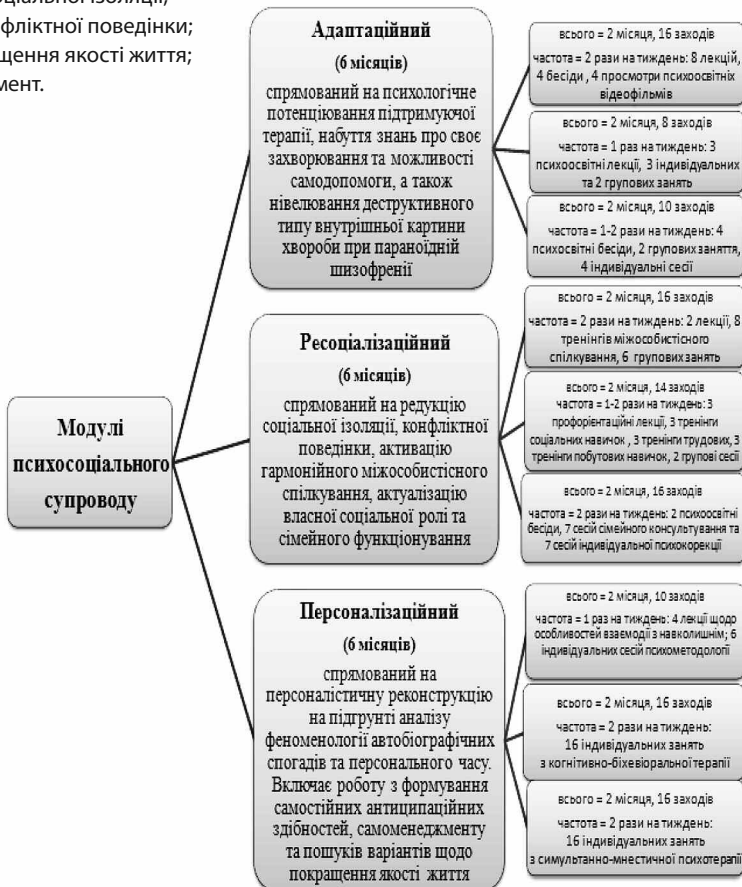 оціальної ізоляції,
фліктної поведінки;
щення якості життя;
мент.
Модулі
психосоціального
супроводу
Адаптаційний
(6 місяців)
спрямований на психологічне
потенціювання підтримуючої
терапії, набуття знань про своє
захворювання та можливості
самодопомоги, а також
нівелювання деструктивного
типу внутрішньої картини
хвороби при параноїдній
шизофренії
всього = 2 місяця, 16 заходів
частота = 2 рази на тиждень: 8 лекцій,
4 бесіди , 4 просмотри психоосвітніх
відеофільмів
всього = 2 місяця, 8 заходів
частота = 1 раз на тиждень: 3
психоосвітні лекції, 3 індивідуальних
та 2 групових занять
всього = 2 місяця, 10 заходів
частота = 1-2 рази на тиждень: 4
психосвітні бесіди, 2 групових заняття,
4 індивідуальні сесії
Ресоціалізаційний
(6 місяців)
спрямований на редукцію
соціальної ізоляції, конфліктної
поведінки, активацію
гармонійного міжособистісного
спілкування, актуалізацію
власної соціальної ролі та
сімейного функціонування
всього = 2 місяця, 16 заходів
частота = 2 рази на тиждень: 2 лекції, 8
тренінгів міжособистісного
спілкування, 6 групових занять
всього = 2 місяця, 14 заходів
частота = 1-2 рази на тиждень: 3
профорієнтаційні лекції, 3 тренінги
соціальних навичок , 3 тренінги трудових, 3
тренінги побутових навичок, 2 групові сесії
всього = 2 місяця, 16 заходів
частота = 2 рази на тиждень: 2 психоосвітні
бесіди, 7 сесій сімейного консультування та
7 сесій індивідуальної психокорекції
Персоналізаційний
(6 місяців)
спрямований на
персоналістичну реконструкцію
на підгрунті аналізу
феноменології автобіографічних
спогадів та персонального часу.
Включає роботу з формування
самостійних антиципаційних
здібностей, самоменеджменту
та пошуків варіантів щодо
покращення якості життя
всього = 2 місяця, 10 заходів
частота = 1 раз на тиждень: 4 лекції щодо
особливостей взаємодії з навколишнім; 6
індивідуальних сесій психометодології
всього = 2 місяця, 16 заходів
частота = 2 рази на тиждень:
16 індивідуальних занять
з когнітивно-біхевіоральної терапії
всього = 2 місяця, 16 заходів
частота = 2 рази на тиждень:
16 індивідуальних занять
з симультанно-мнестичної психотерапії